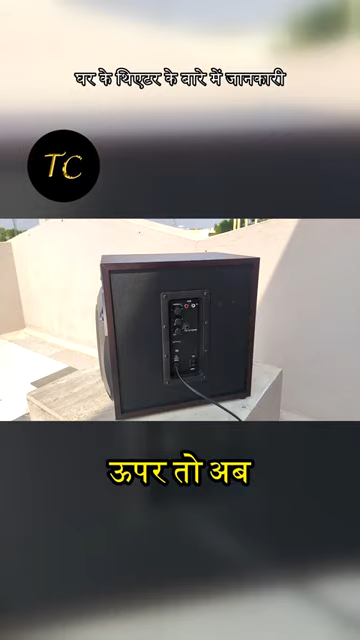 घर के थिएटर के बारे में जानकारी
TC
ऊपर तो अब